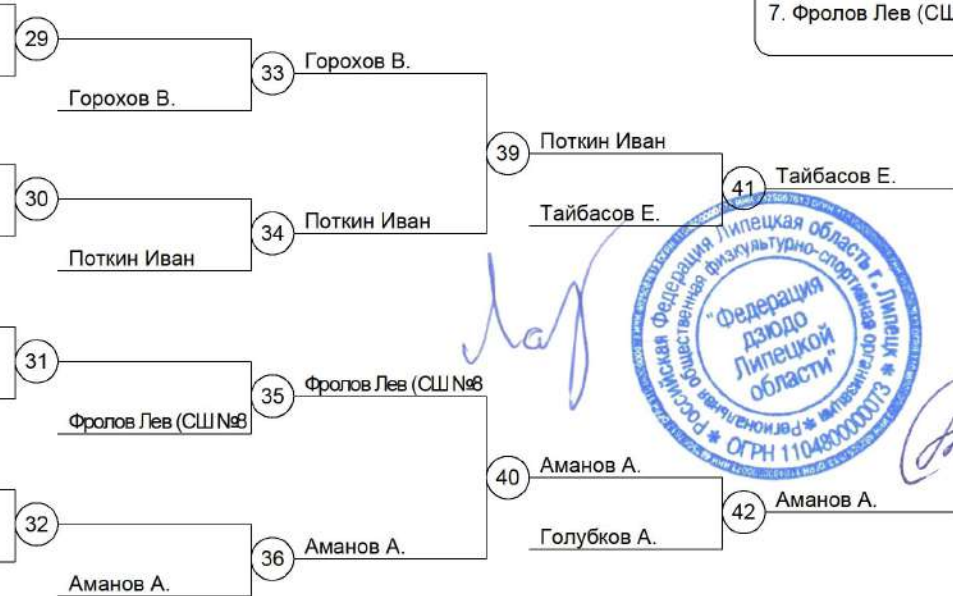 7. Фролов Лев (СШ
29
Горохов В.
33
Горохов В.
39
Поткин Иван
30
Поткин Иван
34
Поткин Иван
Тайбасов Е.
41
Тайбасов Е.
31
Фролов Лев (СШ №8
35
Фролов Лев (СШ №8
40
Аманов А.
32
Аманов А.
36
Аманов А.
Голубков А.
42
Аманов А.
Российская Федерация Липецкая область г. Липецк
ОГРН 1104800000073
Региональная общественная физкультурно-спортивная организация
"Федерация
дзюдо
Липецкой
области"